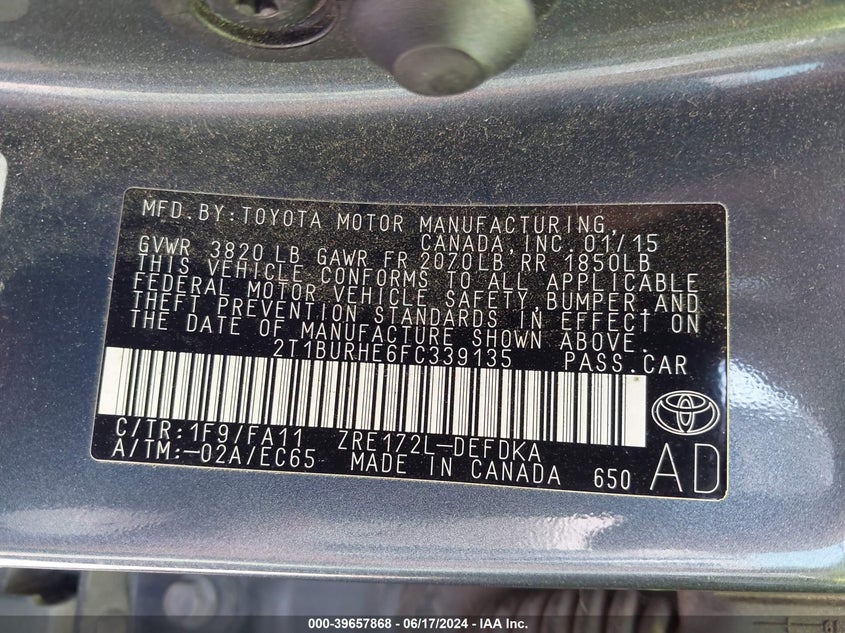 MFD.BY:TOYOTA MOTOR MANUFACTURING,
CANADA,INC. 01/15
GVWR 3820 LB GAWR FR 2070LB RR 1850LB
THIS VEHICLE CONFORMS TO ALL APPLICABLE
FEDERAL MOTOR VEHICLE SAFETY BUMPER AND
THEFT PREVENTION STANDARDS IN EFFECT ON
THE DATE OF MANUFACTURE SHOWN ABOVE.
2T1BURHE6FC339135 PASS.CAR
C/TR:1F9/FA11 ZRE172L-DEFDKA
A/TM:-02A/EC65 MADE IN CANADA 650 AD
000-39657868 - 06/17/2024 - IAA Inc.